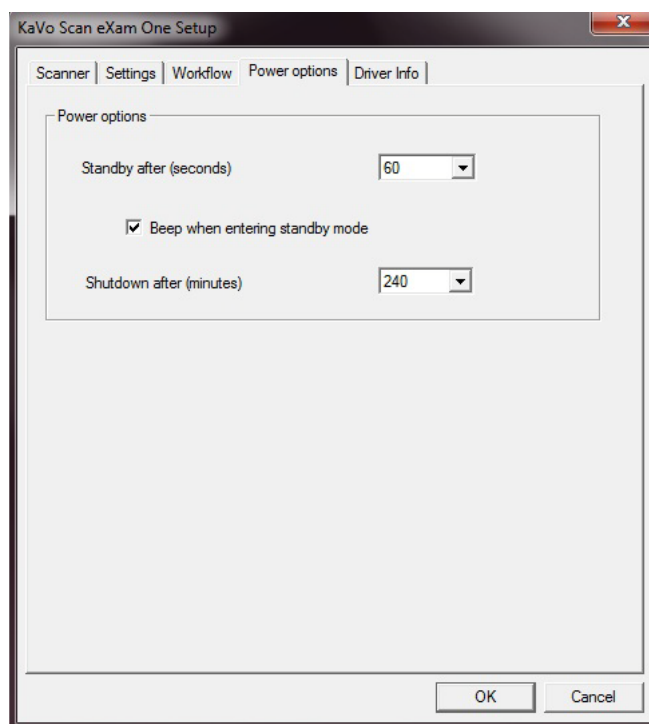 KaVo Scan eXam One Setup
Scanner Settings Workflow Power options Driver Info
Power options
Standby after (seconds) 60
Beep when entering standby mode
Shutdown after (minutes) 240
OK Cancel